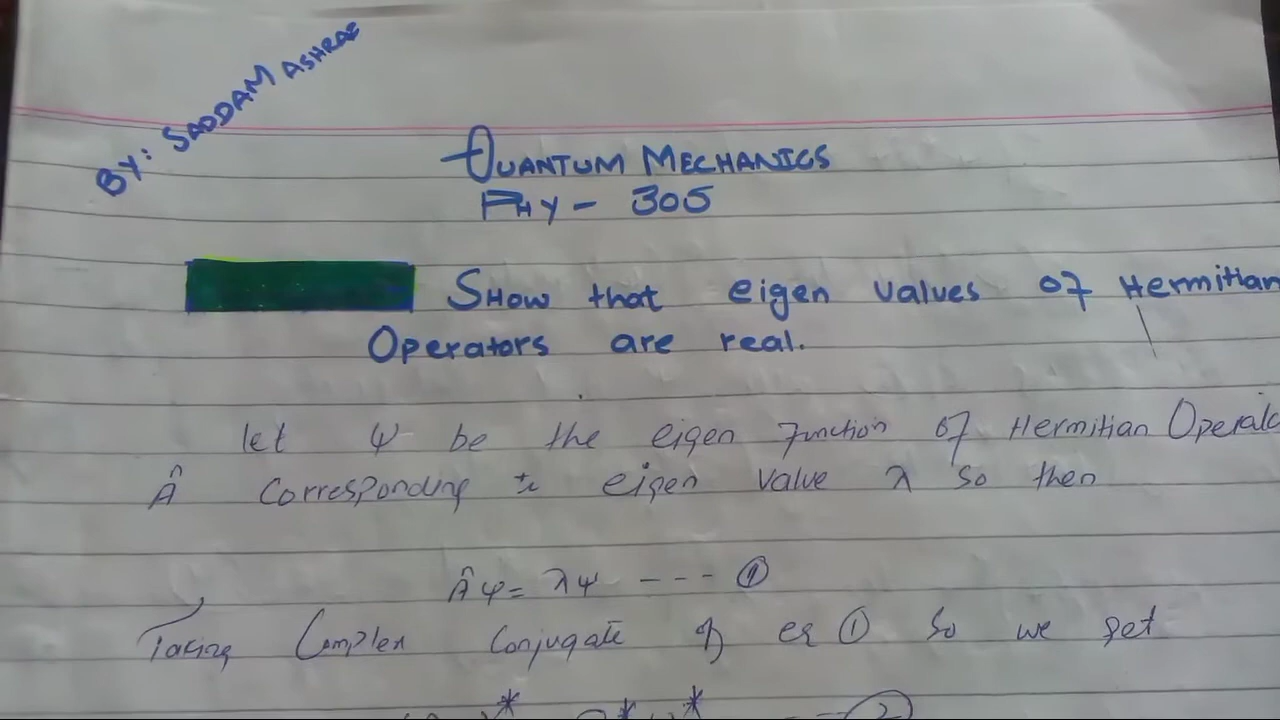 BY: SADDAM ASHRAF
QUANTUM MECHANICS
PHY - 305
SHow that eigen values of Hermitian
Operators are real.
let ψ be the eigen function of Hermitian
Â Corresponding to eigen value λ so then
Âψ = λψ ---- ①
Taking Complex Conjugate of eq ① so we get